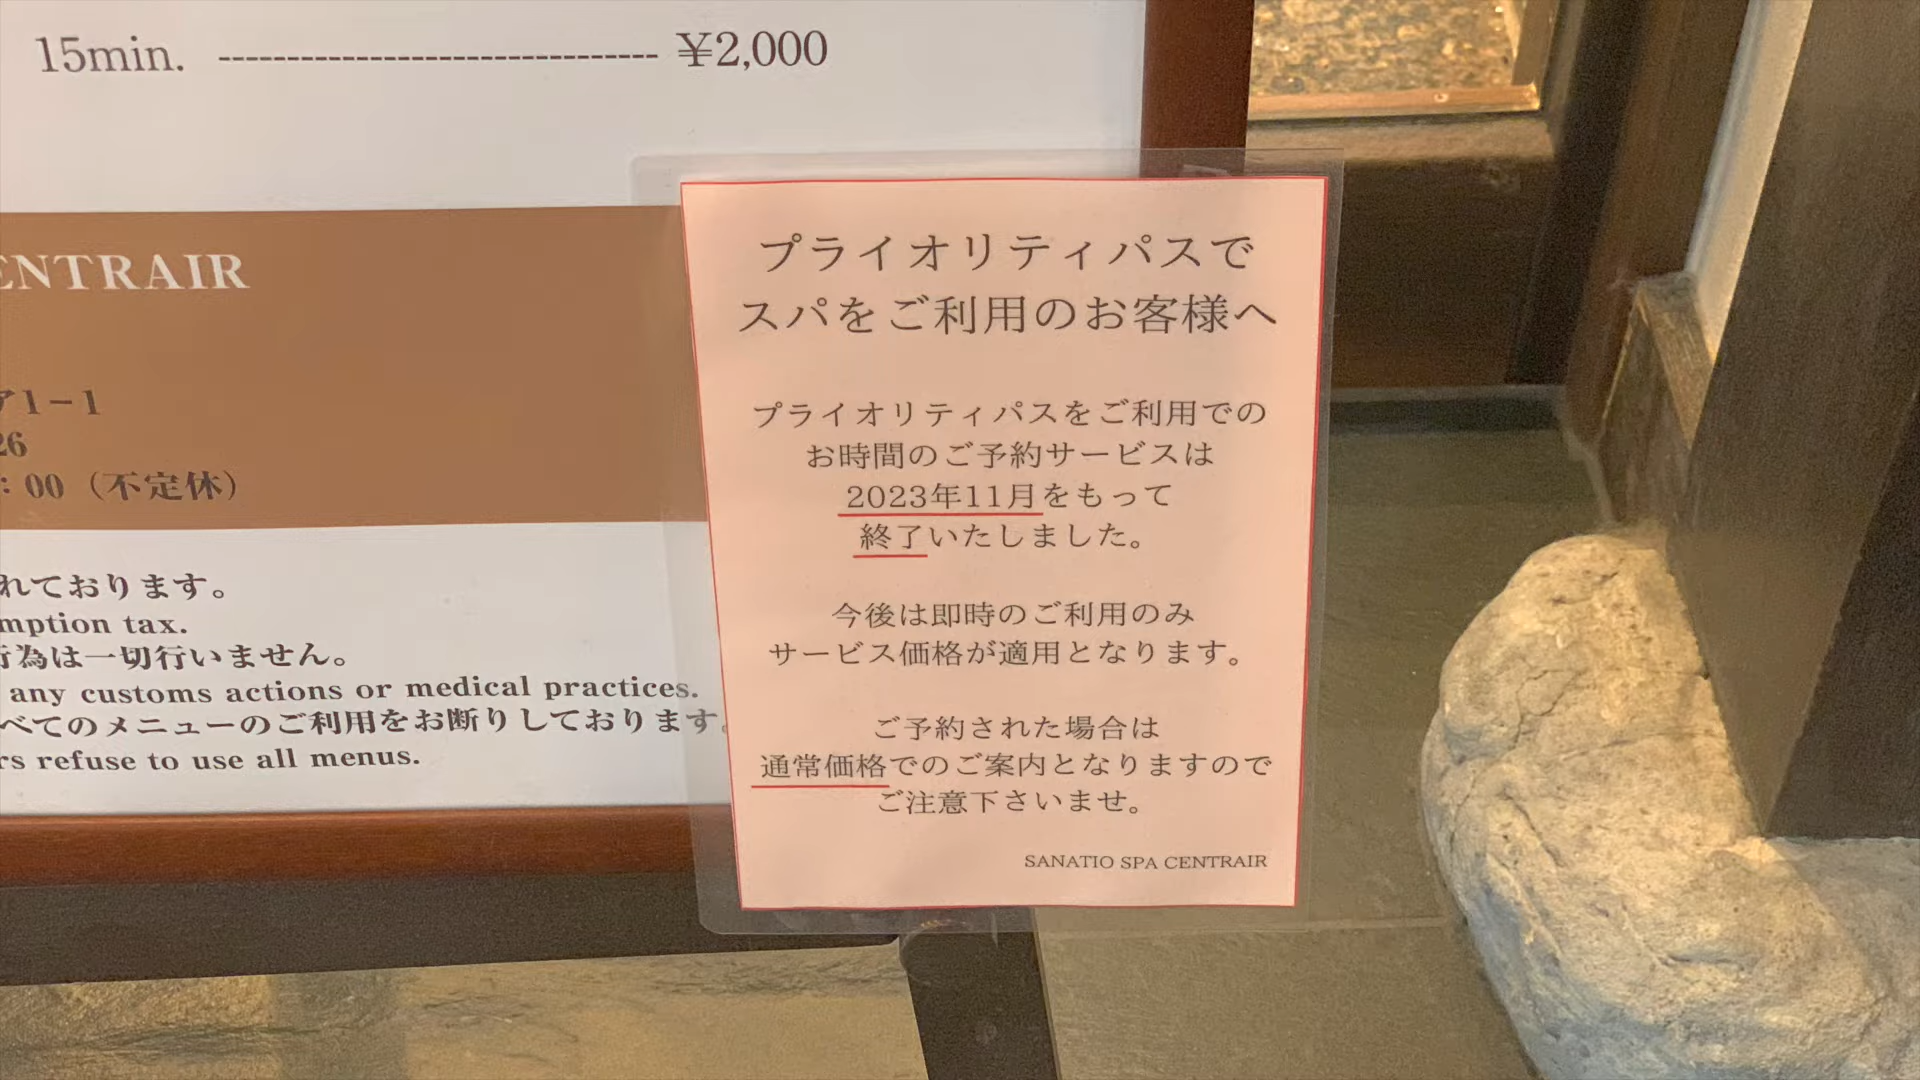 15min. -------------------------------- ¥2,000
ENTRAIR
ア1－1
26
：00（不定休）
れております。
mption tax.
行為は一切行いません。
any customs actions or medical practices.
べてのメニューのご利用をお断りしております。
rs refuse to use all menus.
プライオリティパスで
スパをご利用のお客様へ
プライオリティパスをご利用での
お時間のご予約サービスは
2023年11月をもって
終了いたしました。
今後は即時のご利用のみ
サービス価格が適用となります。
ご予約された場合は
通常価格でのご案内となりますので
ご注意下さいませ。
SANATIO SPA CENTRAIR